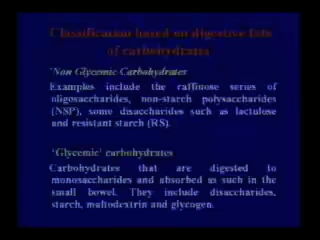 Classification based on digestive fate
of carbohydrates
'Non Glycemic Carbohydrates
Examples include the raffinose series of
oligosaccharides, non-starch polysaccharides
(NSP), some disaccharides such as lactulose
and resistant starch (RS).
'Glycemic' carbohydrates
Carbohydrates that are digested to
monosaccharides and absorbed as such in the
small bowel. They include disaccharides,
starch, maltodextrin and glycogen.